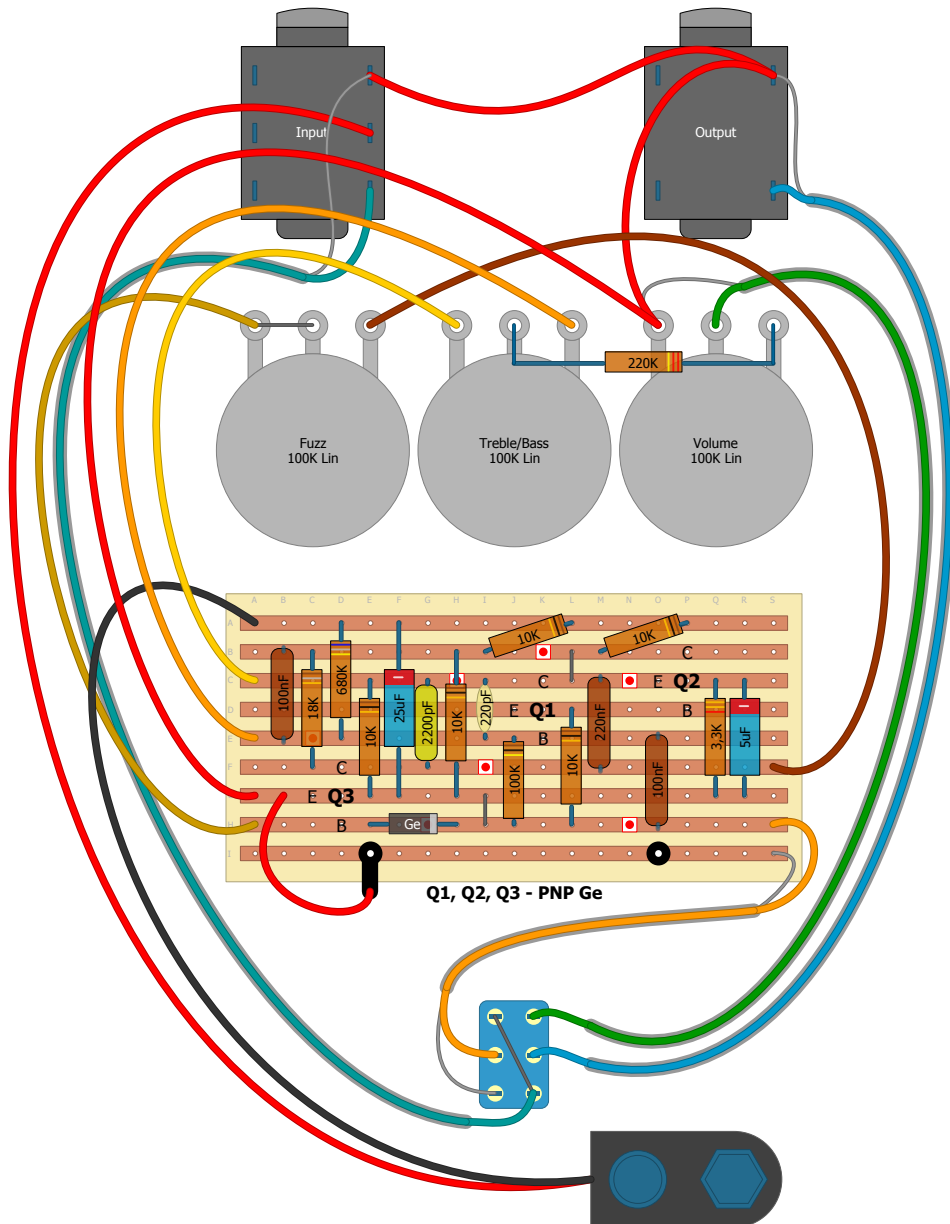 Input
Output
220K
Fuzz
100K Lin
Treble/Bass
100K Lin
Volume
100K Lin
A B C D E F G H I J K L M N O P Q R S
A
B
C
D
E
F
G
H
I
10K
10K
C
100nF
18K
680K
10K
25uF
2200pF
10K
220pF
C
E Q1
B
100K
10K
220nF
100nF
E Q2
B
3,3K
5uF
C
E Q3
B
Ge
Q1, Q2, Q3 - PNP Ge